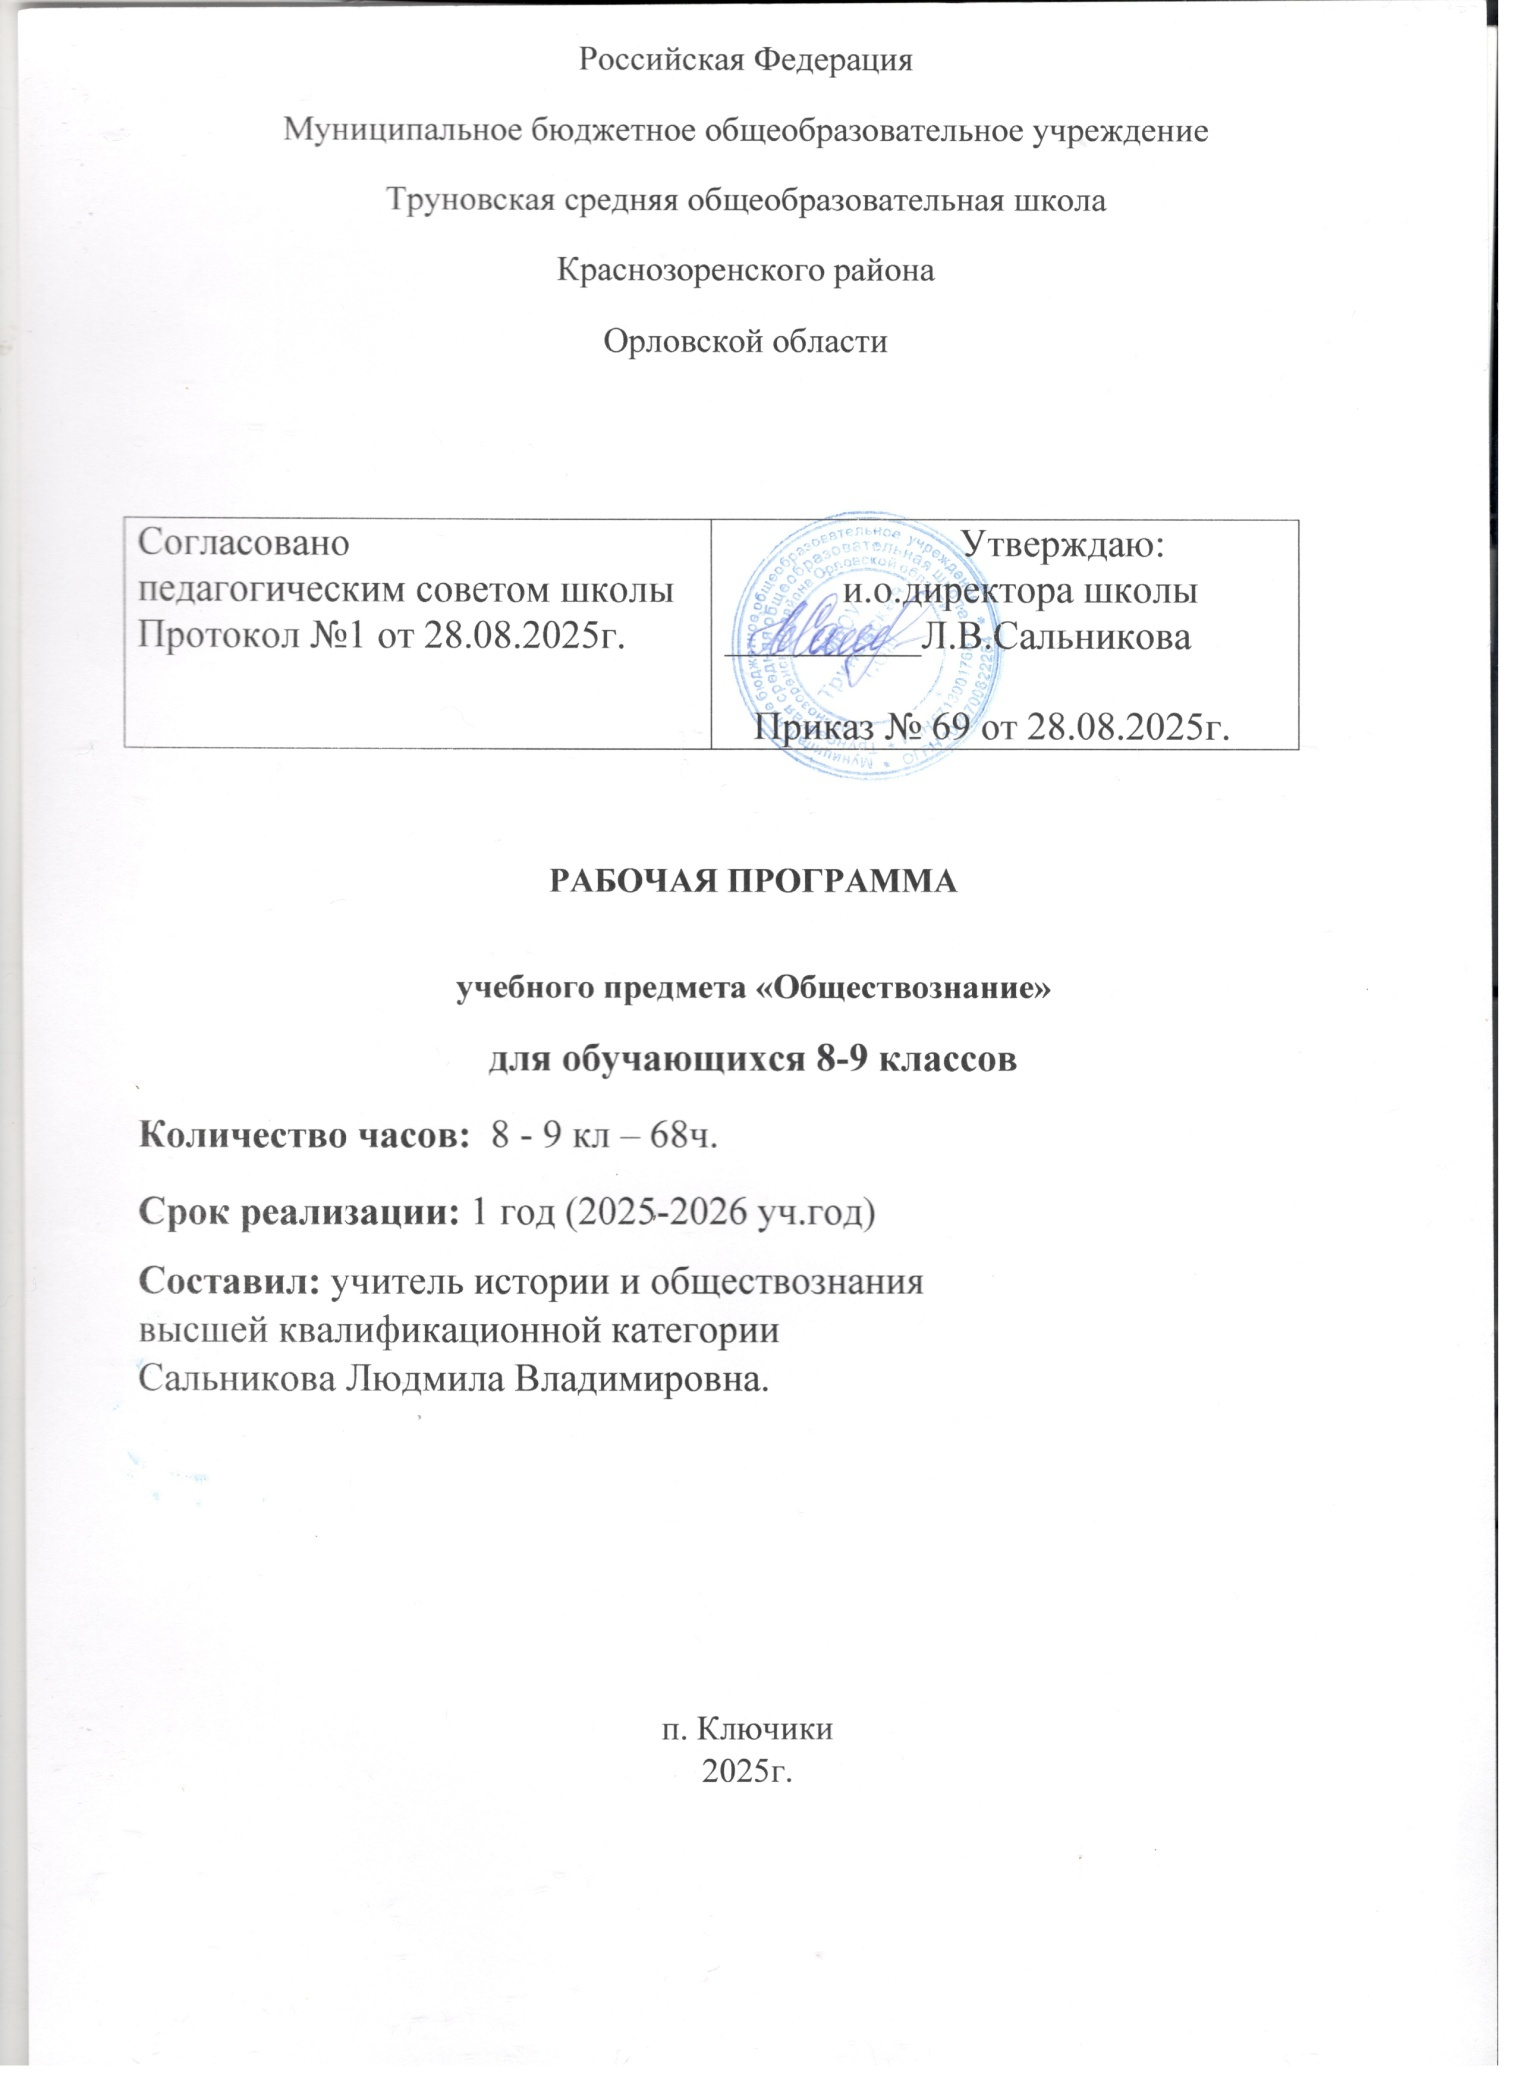 Российская Федерация
Муниципальное бюджетное общеобразовательное учреждение
Труновская средняя общеобразовательная школа
Краснозоренского района
Орловской области
Согласовано
педагогическим советом школы
Протокол №1 от 28.08.2025г.
Утверждаю:
и.о.директора школы
__________Л.В.Сальникова
Приказ № 69 от 28.08.2025г.
РАБОЧАЯ ПРОГРАММА
учебного предмета «Обществознание»
для обучающихся 8-9 классов
Количество часов: 8 - 9 кл – 68ч.
Срок реализации: 1 год (2025-2026 уч.год)
Составил: учитель истории и обществознания
высшей квалификационной категории
Сальникова Людмила Владимировна.
п. Ключики
2025г.